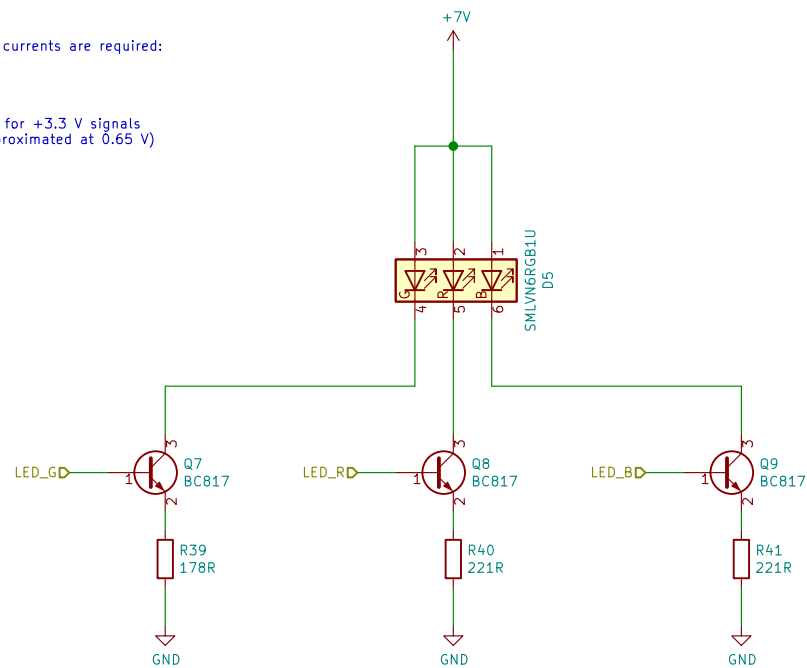 +7V
currents are required:
for +3.3 V signals
roximated at 0.65 V)
3
2
1
SMLVN6RGB1U
D5
G
R
B
4
5
6
3
3
3
LED_G
1
Q7
BC817
LED_R
1
Q8
BC817
LED_B
1
Q9
BC817
2
2
2
R39
178R
R40
221R
R41
221R
GND
GND
GND